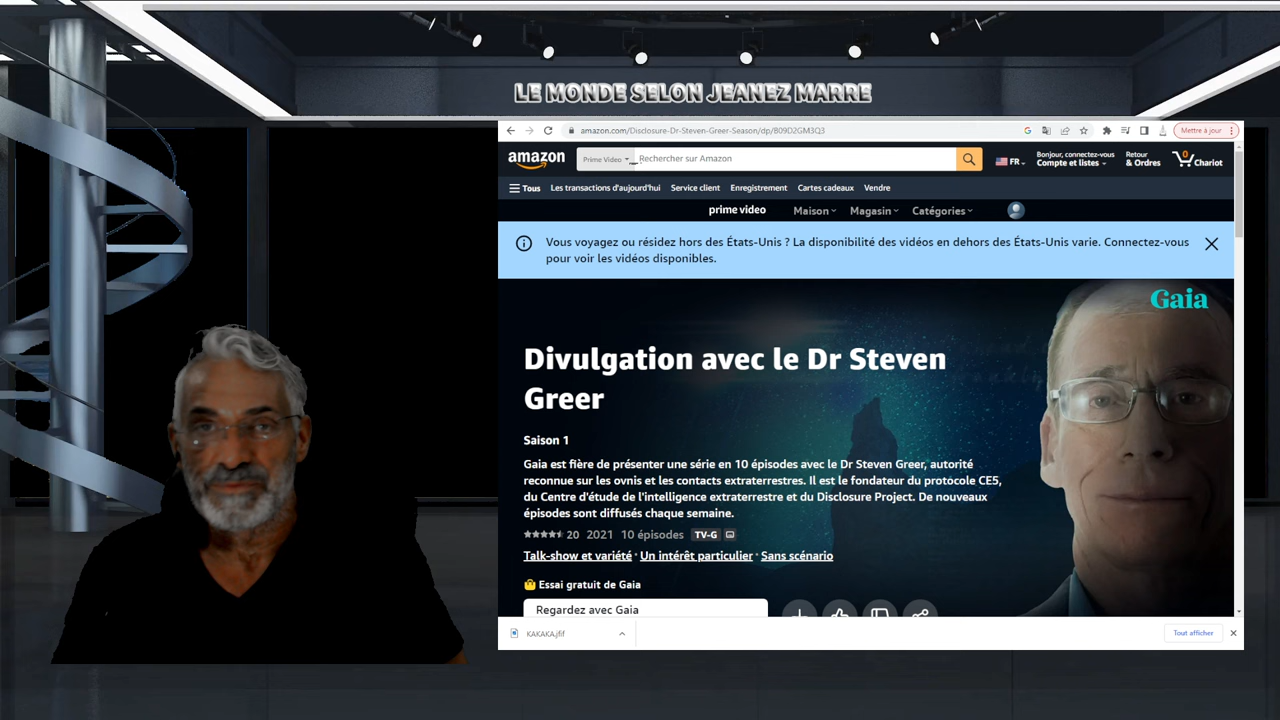 LE MONDE SELON JEANEZ MARRE
amazon.com/Disclosure-Dr-Steven-Greer-Season/dp/B09D2GM3Q3
Mettre à jour
amazon
Prime Video
Rechercher sur Amazon
FR
Bonjour, connectez-vous
Compte et listes
Retour
& Ordres
0
Chariot
Tous
Les transactions d'aujourd'hui
Service client
Enregistrement
Cartes cadeaux
Vendre
prime video
Maison
Magasin
Catégories
Vous voyagez ou résidez hors des États-Unis ? La disponibilité des vidéos en dehors des États-Unis varie. Connectez-vous
pour voir les vidéos disponibles.
Gaia
Divulgation avec le Dr Steven
Greer
Saison 1
Gaia est fière de présenter une série en 10 épisodes avec le Dr Steven Greer, autorité
reconnue sur les ovnis et les contacts extraterrestres. Il est le fondateur du protocole CE5,
du Centre d'étude de l'intelligence extraterrestre et du Disclosure Project. De nouveaux
épisodes sont diffusés chaque semaine.
20 2021 10 épisodes TV-G
Talk-show et variété · Un intérêt particulier · Sans scénario
Essai gratuit de Gaia
Regardez avec Gaia
KAKAKA.jfif
Tout afficher